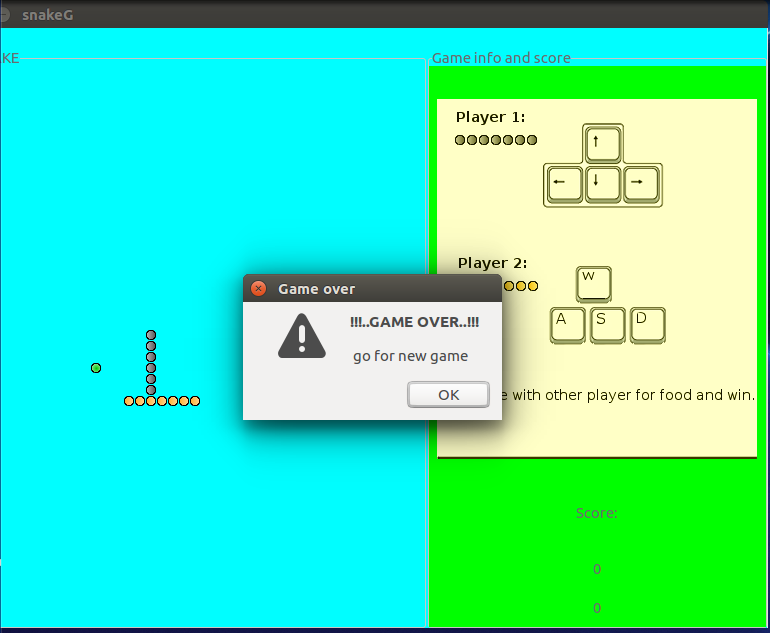 snakeG
KE
Game info and score
Player 1:
Player 2:
W
A S D
Game over
!!!..GAME OVER..!!!
go for new game
OK
with other player for food and win.
Score:
0
0